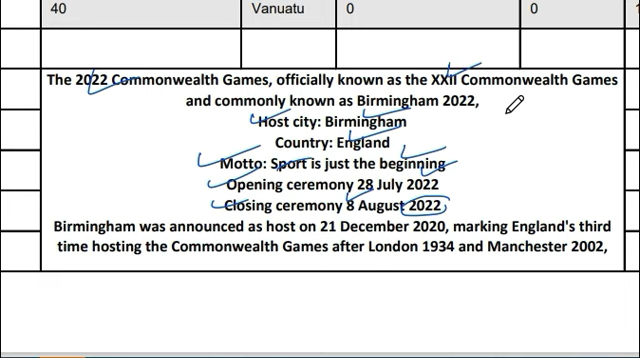 40 Vanuatu 0 0
The 2022 Commonwealth Games, officially known as the XXII Commonwealth Games
and commonly known as Birmingham 2022,
Host city: Birmingham
Country: England
Motto: Sport is just the beginning
Opening ceremony 28 July 2022
Closing ceremony 8 August 2022
Birmingham was announced as host on 21 December 2020, marking England's third
time hosting the Commonwealth Games after London 1934 and Manchester 2002,